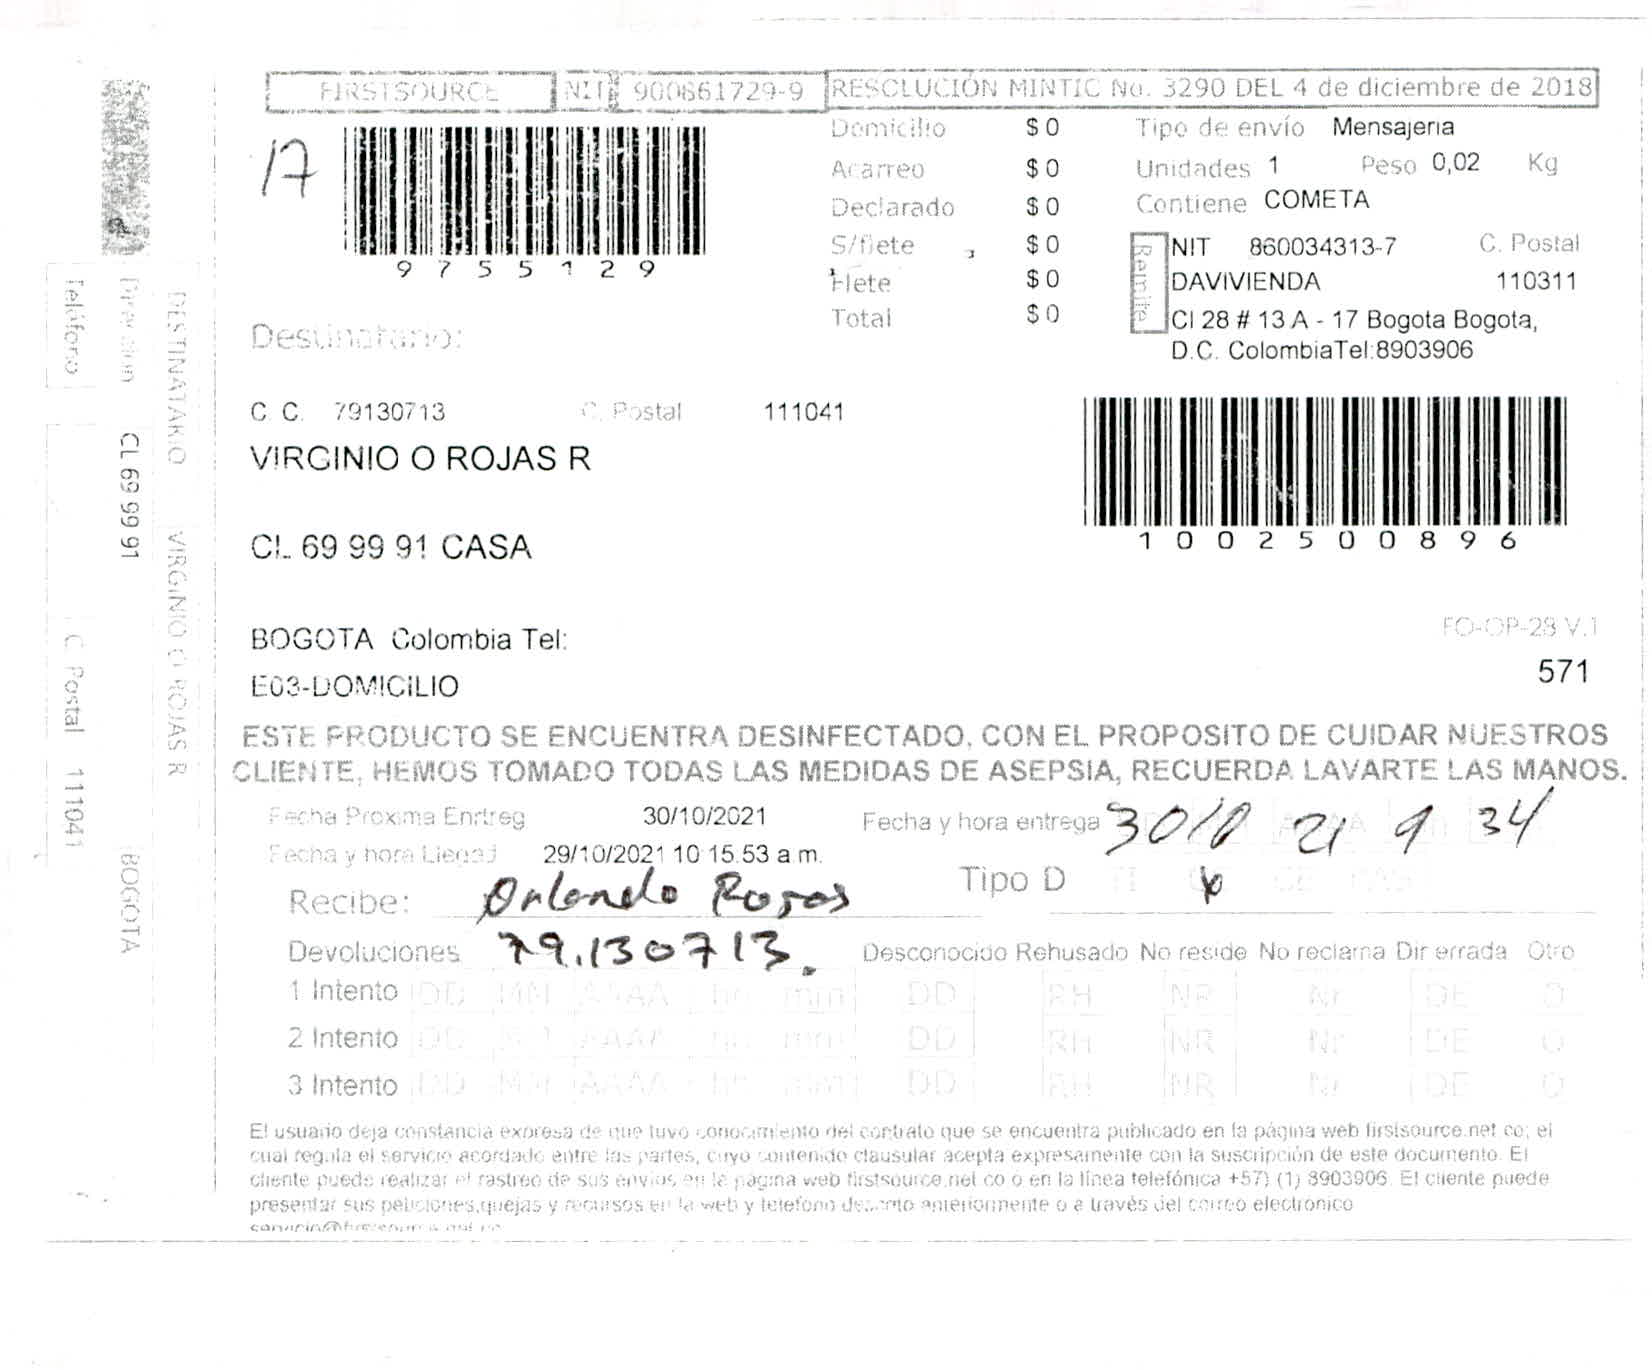 FIRSTSOURCE NIT 900861729-9 RESOLUCIÓN MINTIC No. 3290 DEL 4 de diciembre de 2018
17
9755129
Domicilio $ 0
Acarreo $ 0
Declarado $ 0
S/flete $ 0
Flete $ 0
Total $ 0
Tipo de envío Mensajeria
Unidades 1 Peso 0,02 Kg
Contiene COMETA
Remite
NIT 860034313-7 C. Postal
DAVIVIENDA 110311
Cl 28 # 13 A - 17 Bogota Bogota,
D.C. ColombiaTel:8903906
Destinatario:
C. C. 79130713 C. Postal 111041
VIRGINIO O ROJAS R
CL 69 99 91 CASA
1002500896
BOGOTA Colombia Tel:
E03-DOMICILIO
FO-OP-28 V.1
571
ESTE PRODUCTO SE ENCUENTRA DESINFECTADO, CON EL PROPOSITO DE CUIDAR NUESTROS
CLIENTE, HEMOS TOMADO TODAS LAS MEDIDAS DE ASEPSIA, RECUERDA LAVARTE LAS MANOS.
Fecha Proxima Entreg 30/10/2021
Fecha y hora entrega 30 10 21 9 34
Fecha y hora Llegad 29/10/2021 10:15:53 a.m.
Tipo D TI CE PAS
Recibe: Orlando Rojas
79.130713.
Devoluciones Desconocido Rehusado No reside No reclama Dir errada Otro
1 Intento DD MM AAAA hh mm DD RH NR Nr DE O
2 Intento DD MM AAAA hh mm DD RH NR Nr DE O
3 Intento DD MM AAAA hh mm DD RH NR Nr DE O
El usuario deja constancia expresa de que tuvo conocimiento del contrato que se encuentra publicado en la página web firstsource.net.co; el
cual regula el servicio acordado entre las partes, cuyo contenido clausular acepta expresamente con la suscripción de este documento. El
cliente puede realizar el rastreo de sus envios en la pagina web firstsource.net.co o en la línea telefónica +57) (1) 8903906. El cliente puede
presentar sus peticiones,quejas y recursos en la web y telefono descrito anteriormente o a través del correo electronico
DESTINATARIO VIRGINIO O ROJAS R
Direccion CL 69 99 91 BOGOTA
Teléfono C. Postal 111041